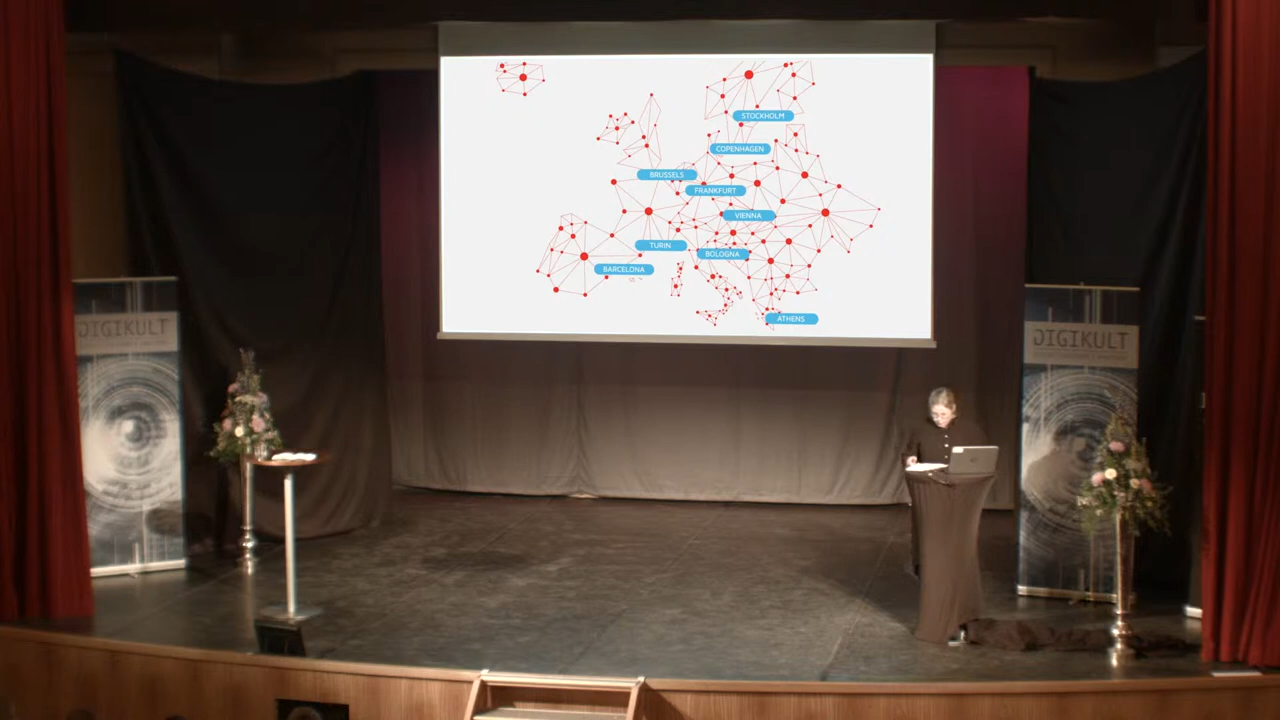 STOCKHOLM
COPENHAGEN
BRUSSELS
FRANKFURT
VIENNA
TURIN
BOLOGNA
BARCELONA
ATHENS
DIGIKULT
DIGIKULT